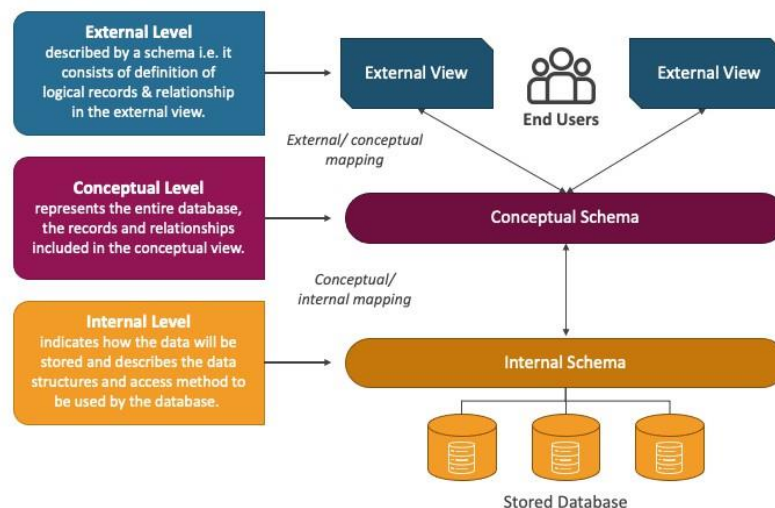 External Level
described by a schema i.e. it
consists of definition of
logical records & relationship
in the external view.
External View
End Users
External View
External/ conceptual
mapping
Conceptual Level
represents the entire database,
the records and relationships
included in the conceptual view.
Conceptual Schema
Conceptual/
internal mapping
Internal Level
indicates how the data will be
stored and describes the data
structures and access method to
be used by the database.
Internal Schema
Stored Database